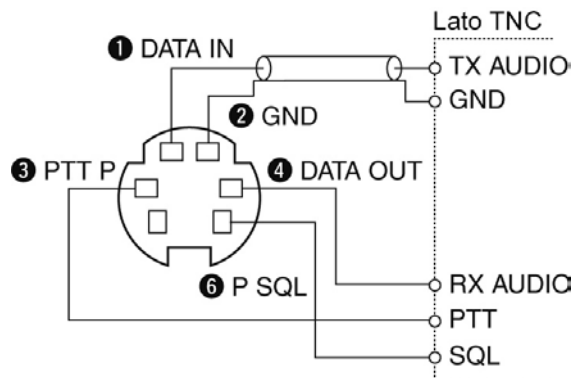 Lato TNC
❶ DATA IN
TX AUDIO
GND
❷ GND
❸ PTT P
❹ DATA OUT
❻ P SQL
RX AUDIO
PTT
SQL